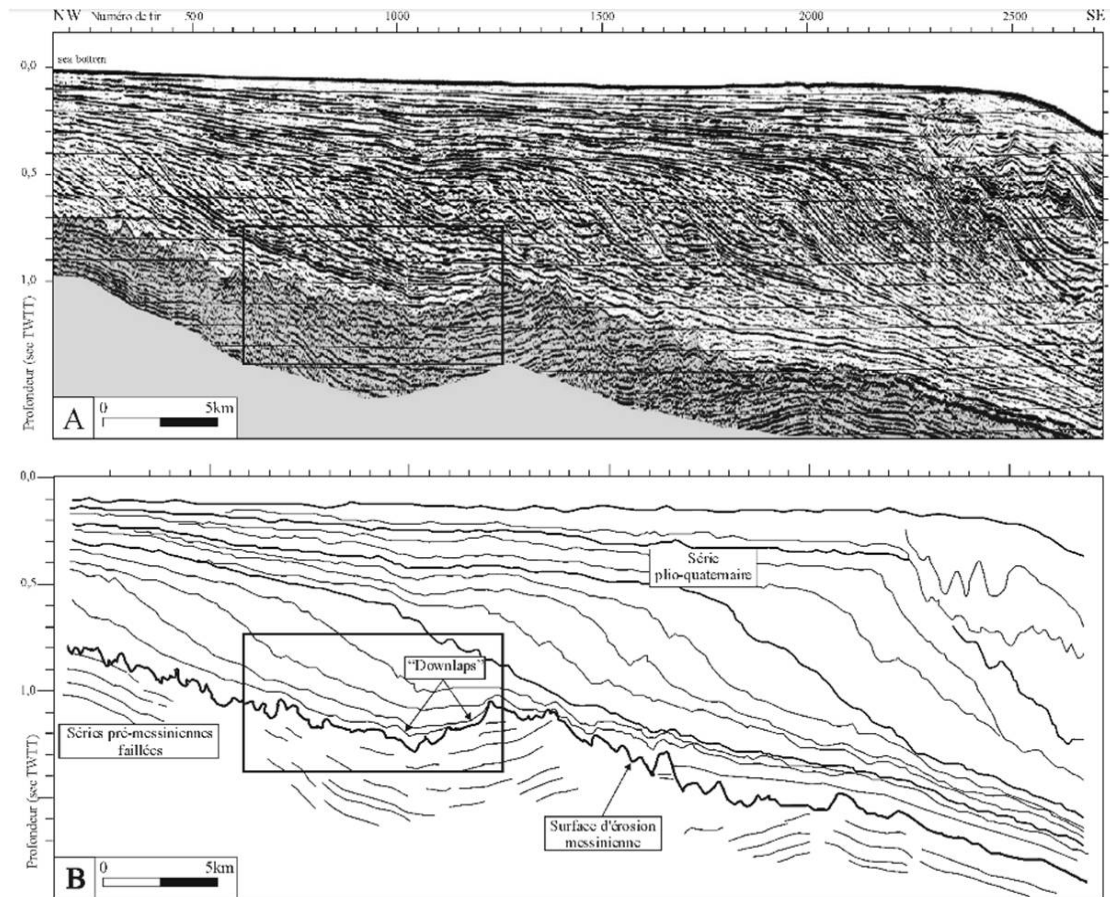 NW Numéro de tir 500 1000 1500 2000 2500 SE
0,0
sea bottom
0,5
1,0
Profondeur (sec TWTT)
A
0 5km
0,0
Série
plio-quaternaire
0,5
"Downlaps"
1,0
Séries pré-messiniennes
faillées
Surface d'érosion
messinienne
Profondeur (sec TWTT)
B
0 5km